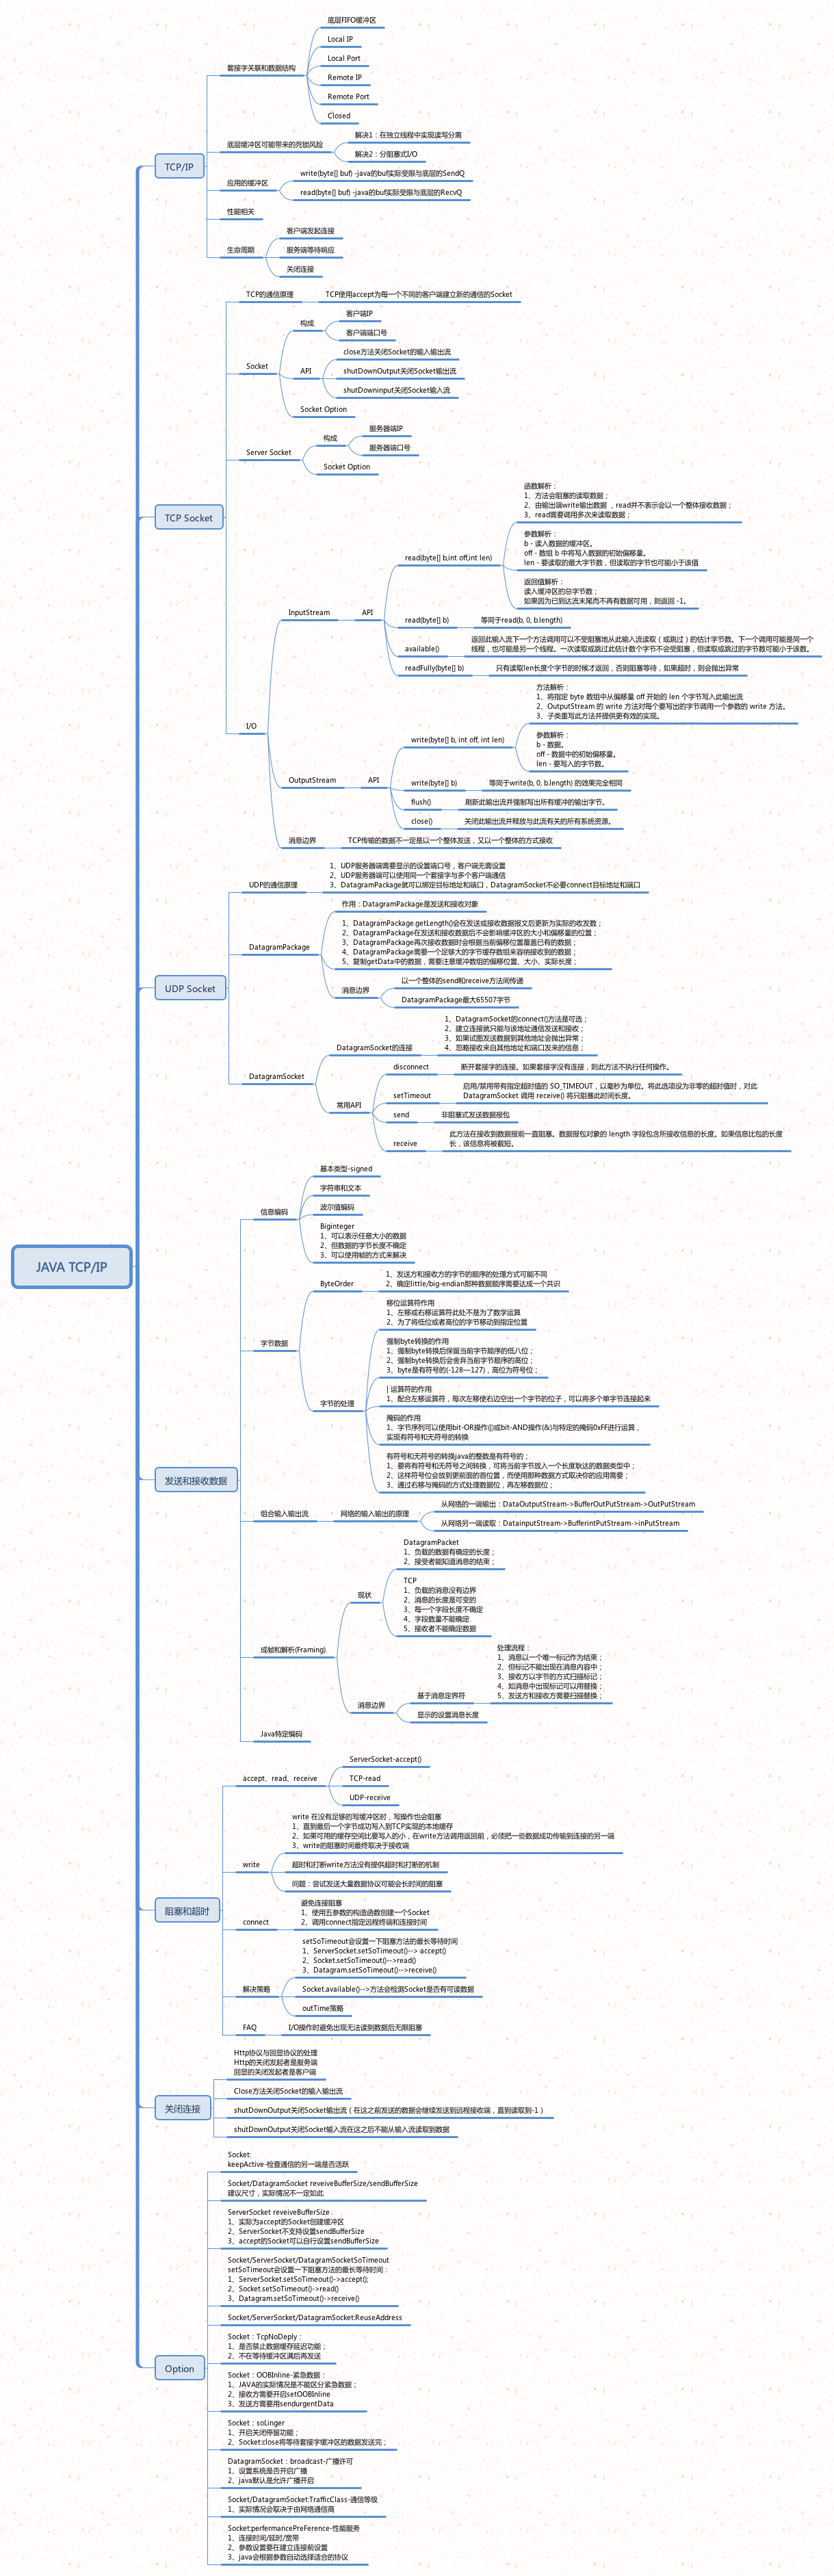 JAVA TCP/IP
TCP/IP
套接字关联和数据结构
底层FIFO缓冲区
Local IP
Local Port
Remote IP
Remote Port
Closed
底层缓冲区可能带来的死锁风险
解决1：在独立线程中实现读写分离
解决2：分阻塞式I/O
应用的缓冲区
write(byte[] buf) -java的buf实际受限与底层的SendQ
read(byte[] buf) -java的buf实际受限与底层的RecvQ
性能相关
生命周期
客户端发起连接
服务端等待响应
关闭连接
TCP Socket
TCP的通信原理
TCP使用accept为每一个不同的客户端建立新的通信的Socket
Socket
构成
客户端IP
客户端端口号
API
close方法关闭Socket的输入输出流
shutDownOutput关闭Socket输出流
shutDowninput关闭Socket输入流
Socket Option
Server Socket
构成
服务器端IP
服务器端口号
Socket Option
I/O
InputStream
API
read(byte[] b,int off,int len)
函数解析：
1、方法会阻塞的读取数据；
2、由输出端write输出数据 ，read并不表示会以一个整体接收数据；
3、read需要调用多次来读取数据；
参数解析：
b - 读入数据的缓冲区。
off - 数组 b 中将写入数据的初始偏移量。
len - 要读取的最大字节数，但读取的字节也可能小于该值
返回值解析：
读入缓冲区的总字节数；
如果因为已到达流末尾而不再有数据可用，则返回 -1。
read(byte[] b)
等同于read(b, 0, b.length)
available()
返回此输入流下一个方法调用可以不受阻塞地从此输入流读取（ 或跳过 ）的估计字节数。下一个调用可能是同一个
线程，也可能是另一个线程。一次读取或跳过此估计数个字节不会受阻塞，但读取或跳过的字节数可能小于该数。
readFully(byte[] b)
只有读取len长度个字节的时候才返回，否则阻塞等待，如果超时，则会抛出异常
OutputStream
API
write(byte[] b, int off, int len)
方法解析：
1、将指定 byte 数组中从偏移量 off 开始的 len 个字节写入此输出流
2、OutputStream 的 write 方法对每个要写出的字节调用一个参数的 write 方法。
3、子类重写此方法并提供更有效的实现。
参数解析：
b - 数据。
off - 数据中的初始偏移量。
len - 要写入的字节数。
write(byte[] b)
等同于write(b, 0, b.length) 的效果完全相同
flush()
刷新此输出流并强制写出所有缓冲的输出字节。
close()
关闭此输出流并释放与此流有关的所有系统资源。
消息边界
TCP传输的数据不一定是以一个整体发送，又以一个整体的方式接收
UDP Socket
UDP的通信原理
1、UDP服务器端需要显示的设置端口号，客户端无需设置
2、UDP服务器端可以使用同一个套接字与多个客户端通信
3、DatagramPackage就可以绑定目标地址和端口，DatagramSocket不必要connect目标地址和端口
DatagramPackage
作用：DatagramPackage是发送和接收对象
1、DatagramPackage.getLength()会在发送或接收数据报文后更新为实际的收发数；
2、DatagramPackage在发送和接收数据后不会影响缓冲区的大小和偏移量的位置；
3、DatagramPackage再次接收数据时会根据当前偏移位置覆盖已有的数据；
4、DatagramPackage需要一个足够大的字节缓存数组来容纳接收到的数据；
5、复制getData中的数据，需要注意缓冲数组的偏移位置、大小、实际长度；
消息边界
以一个整体的send和receive方法间传递
DatagramPackage最大65507字节
DatagramSocket
DatagramSocket的连接
1、DatagramSocket的connect()方法是可选；
2、建立连接就只能与该地址通信发送和接收；
3、如果试图发送数据到其他地址会抛出异常；
4、忽略接收来自其他地址和端口发来的信息；
常用API
disconnect
断开套接字的连接。如果套接字没有连接，则此方法不执行任何操作。
setTimeout
启用/禁用带有指定超时值的 SO_TIMEOUT，以毫秒为单位。将此选项设为非零的超时值时，对此
DatagramSocket 调用 receive() 将只阻塞此时间长度。
send
非阻塞式发送数据报包
receive
此方法在接收到数据报前一直阻塞。数据报包对象的 length 字段包含所接收信息的长度。如果信息比包的长度
长，该信息将被截短。
发送和接收数据
信息编码
基本类型-signed
字符串和文本
波尔值编码
Biginteger
1、可以表示任意大小的数据
2、但数据的字节长度不确定
3、可以使用帧的方式来解决
字节数据
ByteOrder
1、发送方和接收方的字节的顺序的处理方式可能不同
2、确定little/big-endian那种数据顺序需要达成一个共识
字节的处理
移位运算符作用
1、左移或右移应算符此处不是为了数学运算
2、为了将低位或者高位的字节移动到指定位置
强制byte转换的作用
1、强制byte转换后保留当前字节顺序的低八位；
2、强制byte转换后会舍弃当前字节顺序的高位；
3、byte是有符号的(-128—127)，高位为符号位；
| 运算符的作用
1、配合左移运算符，每次左移使右边空出一个字节的位子，可以将多个单字节连接起来
掩码的作用
1、字节序列可以使用bit-OR操作(|)或bit-AND操作(&)与特定的掩码0xFF进行运算，
实现有符号和无符号的转换
有符号和无符号的转换java的整数是有符号的；
1、要将有符号和无符号之间转换，可将当前字节放入一个长度耿达的数据类型中；
2、这样符号位会放到更前面的首位置，而使用那种数据方式取决你的应用需要；
3、通过右移与掩码的方式处理数据位，再左移数据位；
组合输入输出流
网络的输入输出的原理
从网络的一端输出：DataOutputStream->BufferOutPutStream->OutPutStream
从网络另一端读取：DatainputStream->BufferintPutStream->inPutStream
成帧和解析(Framing)
现状
DatagramPacket
1、负载的数据有确定的长度；
2、接受者能知道消息的结束；
TCP
1、负载的消息没有边界
2、消息的长度是可变的
3、每一个字段长度不确定
4、字段数量不能确定
5、接收者不能确定数据
消息边界
基于消息定界符
处理流程：
1、消息以一个唯一标记作为结束；
2、但标记不能出现在消息内容中；
3、接收方以字节的方式扫描标记；
4、如消息中出现标记可以用替换；
5、发送方和接收方需要扫描替换；
显示的设置消息长度
Java特定编码
阻塞和超时
accept、read、receive
ServerSocket-accept()
TCP-read
UDP-receive
write
write 在没有足够的写缓冲区时，写操作也会阻塞
1、直到最后一个字节成功写入到TCP实现的本地缓存
2、如果可用的缓存空间比要写入的小，在write方法调用返回前，必须把一些数据成功传输到连接的另一端
3、write的阻塞时间最终取决于接收端
超时和打断write方法没有提供超时和打断的机制
问题：尝试发送大量数据协议可能会长时间的阻塞
connect
避免连接阻塞
1、使用五参数的构造函数创建一个Socket
2、调用connect指定远程终端和连接时间
解决策略
setSoTimeout会设置一下阻塞方法的最长等待时间
1、ServerSocket.setSoTimeout()--> accept()
2、Socket.setSoTimeout()-->read()
3、Datagram.setSoTimeout()-->receive()
Socket.available()-->方法会检测Socket是否有可读数据
outTime策略
FAQ
I/O操作时避免出现无法读到数据后无限阻塞
关闭连接
Http协议与回显协议的处理
Http的关闭发起者是服务端
回显的关闭发起者是客户端
Close方法关闭Socket的输入输出流
shutDownOutput关闭Socket输出流（ 在这之前发送的数据会继续发送到远程接收端，直到读取到-1 ）
shutDownOutput关闭Socket输入流在这之后不能从输入流读取到数据
Option
Socket:
keepActive-检查通信的另一端是否活跃
Socket/DatagramSocket reveiveBufferSize/sendBufferSize
建议尺寸，实际情况不一定如此
ServerSocket reveiveBufferSize
1、实际为accept的Socket创建缓冲区
2、ServerSocket不支持设置sendBufferSize
3、accept的Socket可以自行设置sendBufferSize
Socket/ServerSocket/DatagramSocketSoTimeout
setSoTimeout会设置一下阻塞方法的最长等待时间：
1、ServerSocket.setSoTimeout()->accept();
2、Socket.setSoTimeout()->read()
3、Datagram.setSoTimeout()->receive()
Socket/ServerSocket/DatagramSocket:ReuseAddress
Socket：TcpNoDeply：
1、是否禁止数据缓存延迟功能；
2、不在等待缓冲区满后再发送
Socket：OOBInline-紧急数据：
1、JAVA的实际情况是不能区分紧急数据；
2、接收方需要开启setOOBInline
3、发送方需要用sendurgentData
Socket：soLinger
1、开启关闭停留功能；
2、Socket:close将等待套接字缓冲区的数据发送完；
DatagramSocket：broadcast-广播许可
1、设置系统是否开启广播
2、java默认是允许广播开启
Socket/DatagramSocket:TrafficClass-通信等级
1、实际情况会取决于由网络通信商
Socket:perfermancePreFerence-性能服务
1、连接时间/延时/宽带
2、参数设置要在建立连接前设置
3、java会根据参数自动选择适合的协议